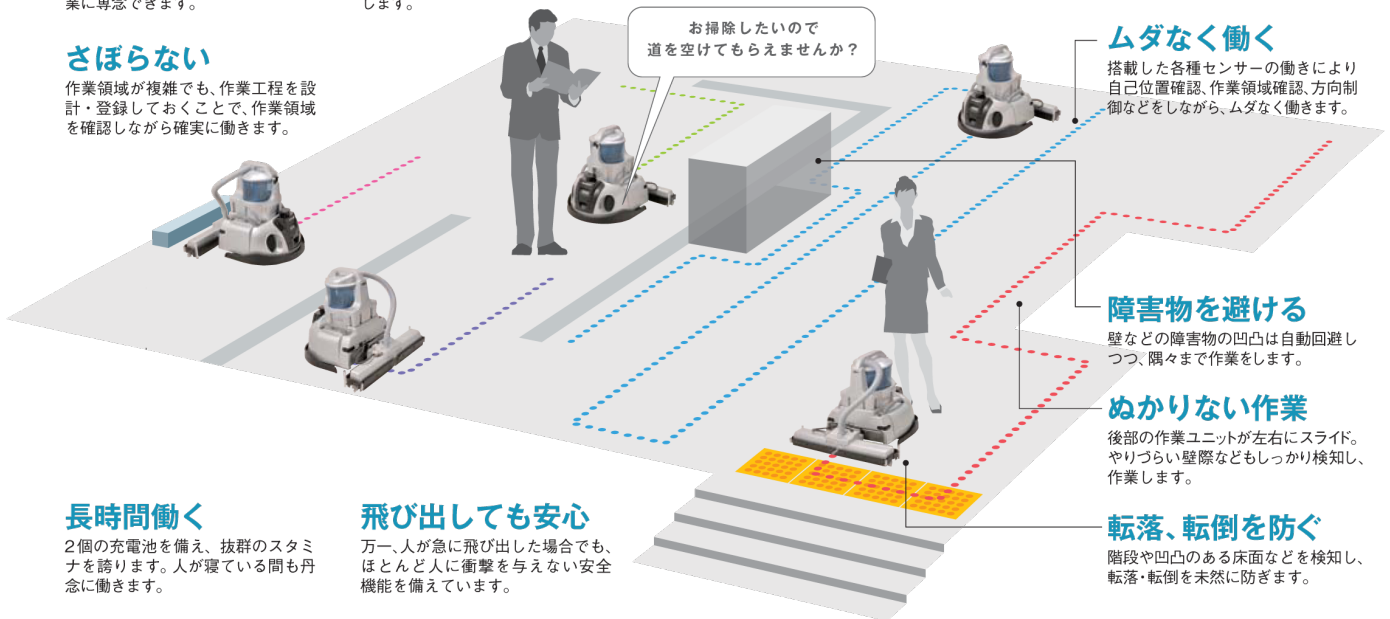 業に専念できます。
します。
さぼらない
作業領域が複雑でも、作業工程を設
計・登録しておくことで、作業領域
を確認しながら確実に働きます。
お掃除したいので
道を空けてもらえませんか？
ムダなく働く
搭載した各種センサーの働きにより
自己位置確認、作業領域確認、方向制
御などをしながら、ムダなく働きます。
障害物を避ける
壁などの障害物の凹凸は自動回避し
つつ、隅々まで作業をします。
ぬかりない作業
後部の作業ユニットが左右にスライド。
やりづらい壁際などもしっかり検知し、
作業します。
転落、転倒を防ぐ
階段や凹凸のある床面などを検知し、
転落・転倒を未然に防ぎます。
長時間働く
2個の充電池を備え、抜群のスタミ
ナを誇ります。人が寝ている間も丹
念に働きます。
飛び出しても安心
万一、人が急に飛び出した場合でも、
ほとんど人に衝撃を与えない安全
機能を備えています。